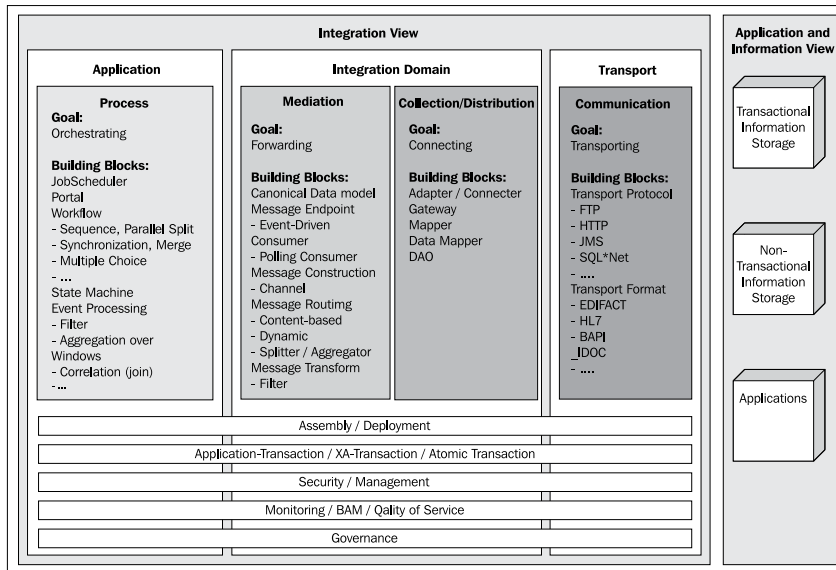 Integration View
Application
Process
Goal:
Orchestrating
Building Blocks:
JobScheduler
Portal
Workflow
- Sequence, Parallel Split
- Synchronization, Merge
- Multiple Choice
- ...
State Machine
Event Processing
- Filter
- Aggregation over
Windows
- Correlation (join)
- ...
Integration Domain
Mediation
Goal:
Forwarding
Building Blocks:
Canonical Data model
Message Endpoint
- Event-Driven
Consumer
- Polling Consumer
Message Construction
- Channel
Message Routimg
- Content-based
- Dynamic
- Splitter / Aggregator
Message Transform
- Filter
Collection/Distribution
Goal:
Connecting
Building Blocks:
Adapter / Connecter
Gateway
Mapper
Data Mapper
DAO
Transport
Communication
Goal:
Transporting
Building Blocks:
Transport Protocol
- FTP
- HTTP
- JMS
- SQL*Net
- ....
Transport Format
- EDIFACT
- HL7
- BAPI
_IDOC
- ....
Assembly / Deployment
Application-Transaction / XA-Transaction / Atomic Transaction
Security / Management
Monitoring / BAM / Qality of Service
Governance
Application and
Information View
Transactional
Information
Storage
Non-
Transactional
Information
Storage
Applications